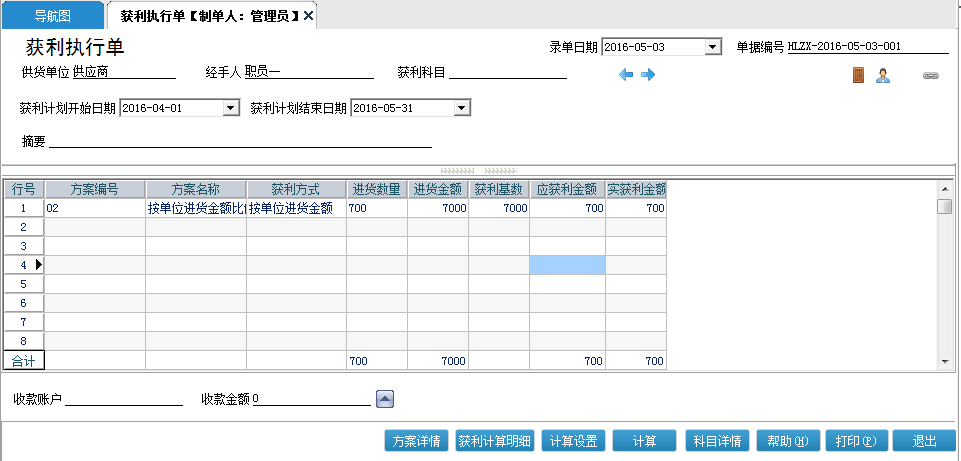 导航图 获利执行单【制单人：管理员】
获利执行单 录单日期 2016-05-03 单据编号 HLZX-2016-05-03-001
供货单位 供应商 经手人 职员一 获利科目
获利计划开始日期 2016-04-01 获利计划结束日期 2016-05-31
摘要
行号 方案编号 方案名称 获利方式 进货数量 进货金额 获利基数 应获利金额 实获利金额
1 02 按单位进货金额比 按单位进货金额 700 7000 7000 700 700
2
3
4
5
6
7
8
合计 700 7000 700 700
收款账户 收款金额 0
方案详情 获利计算明细 计算设置 计算 科目详情 帮助(H) 打印(P) 退出